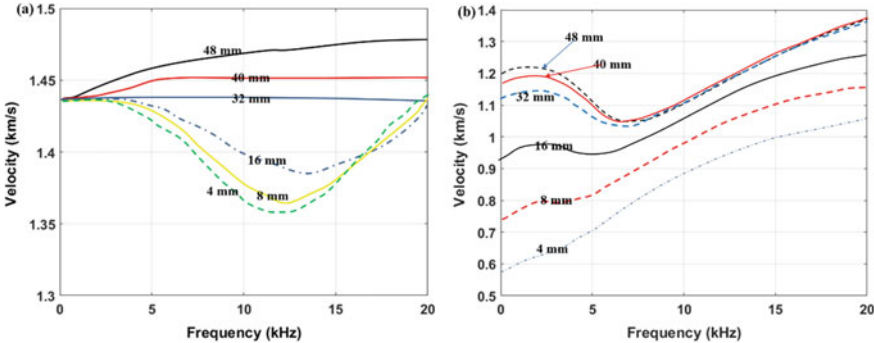 (a)
1.5
1.45
1.4
1.35
1.3
Velocity (km/s)
48 mm
40 mm
32 mm
16 mm
8 mm
4 mm
0
5
10
15
20
Frequency (kHz)
(b)
1.4
1.3
1.2
1.1
1
0.9
0.8
0.7
0.6
0.5
Velocity (km/s)
48 mm
40 mm
32 mm
16 mm
8 mm
4 mm
0
5
10
15
20
Frequency (kHz)